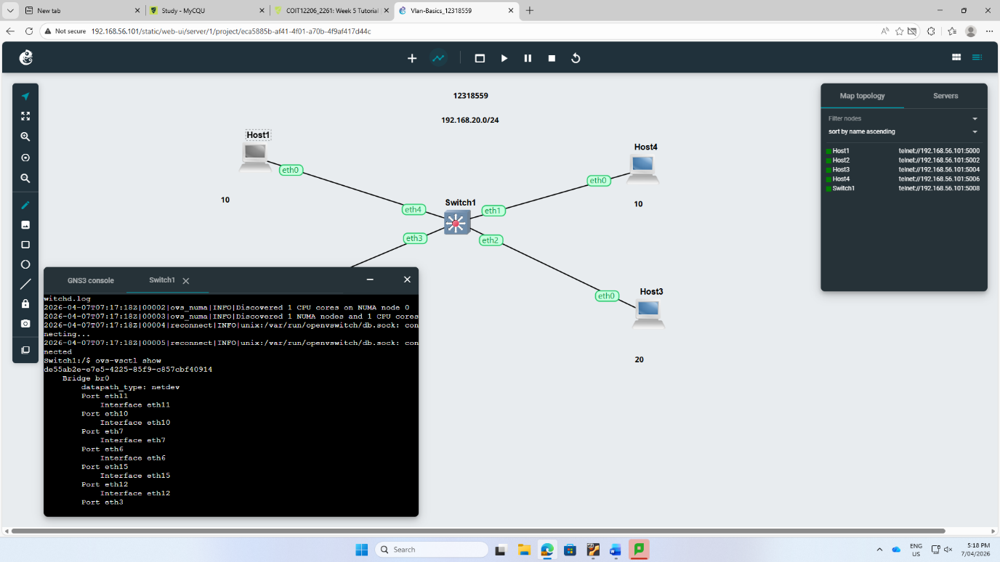 New tab
Study - MyCQU
COIT12206_2261: Week 5 Tutorial
Vlan-Basics_12318559
Not secure
192.168.56.101/static/web-ui/server/1/project/eca5885b-af41-4f01-a70b-4f9af417d44c
12318559
192.168.20.0/24
Host1
eth0
10
Host4
eth0
10
Switch1
eth4
eth1
eth3
eth2
Host3
eth0
20
Map topology
Servers
Filter nodes
sort by name ascending
Host1 telnet://192.168.56.101:5000
Host2 telnet://192.168.56.101:5002
Host3 telnet://192.168.56.101:5004
Host4 telnet://192.168.56.101:5006
Switch1 telnet://192.168.56.101:5008
GNS3 console
Switch1
witchd.log
2026-04-07T07:17:18Z|00002|ovs_numa|INFO|Discovered 1 CPU cores on NUMA node 0
2026-04-07T07:17:18Z|00003|ovs_numa|INFO|Discovered 1 NUMA nodes and 1 CPU cores
2026-04-07T07:17:18Z|00004|reconnect|INFO|unix:/var/run/openvswitch/db.sock: con
necting...
2026-04-07T07:17:18Z|00005|reconnect|INFO|unix:/var/run/openvswitch/db.sock: con
nected
Switch1:/$ ovs-vsctl show
de55ab2e-e7e5-4225-85f9-c857cbf40914
Bridge br0
datapath_type: netdev
Port eth11
Interface eth11
Port eth10
Interface eth10
Port eth7
Interface eth7
Port eth6
Interface eth6
Port eth15
Interface eth15
Port eth12
Interface eth12
Port eth3
Search
ENG
US
5:18 PM
7/04/2026